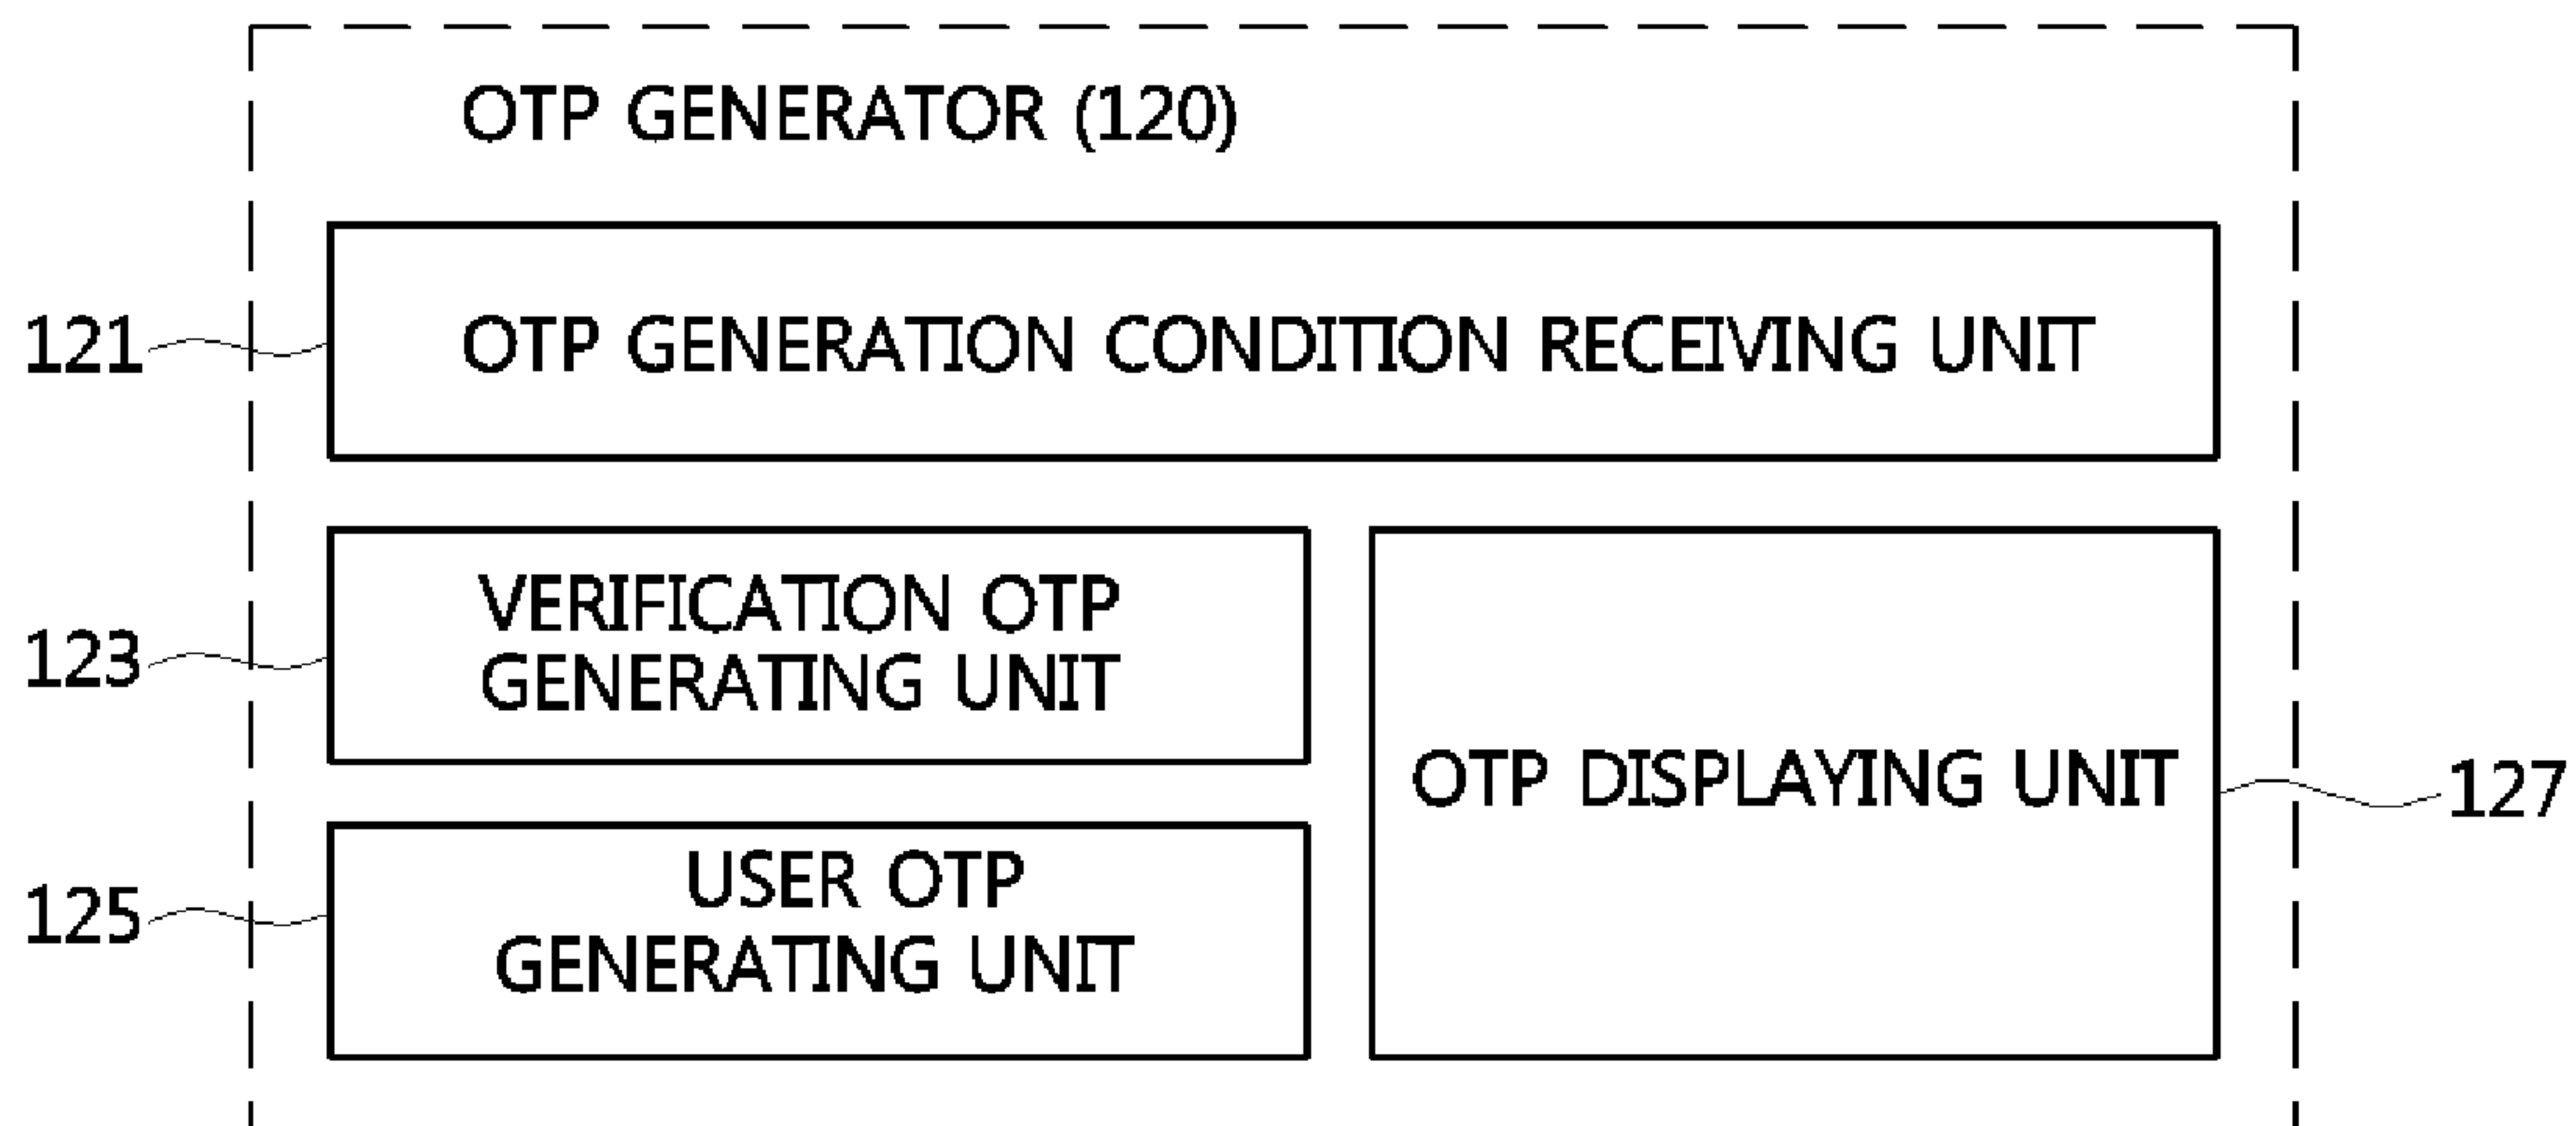 OTP GENERATOR (120)
121
OTP GENERATION CONDITION RECEIVING UNIT
123
VERIFICATION OTP
GENERATING UNIT
125
USER OTP
GENERATING UNIT
OTP DISPLAYING UNIT
127